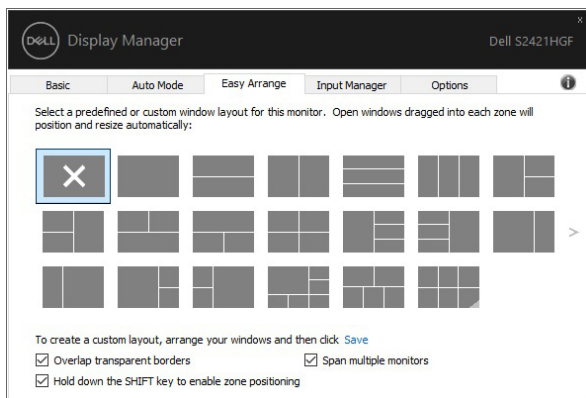 x
DELL Display Manager Dell S2421HGF
Basic Auto Mode Easy Arrange Input Manager Options i
Select a predefined or custom window layout for this monitor. Open windows dragged into each zone will
position and resize automatically:
>
To create a custom layout, arrange your windows and then click Save
Overlap transparent borders Span multiple monitors
Hold down the SHIFT key to enable zone positioning